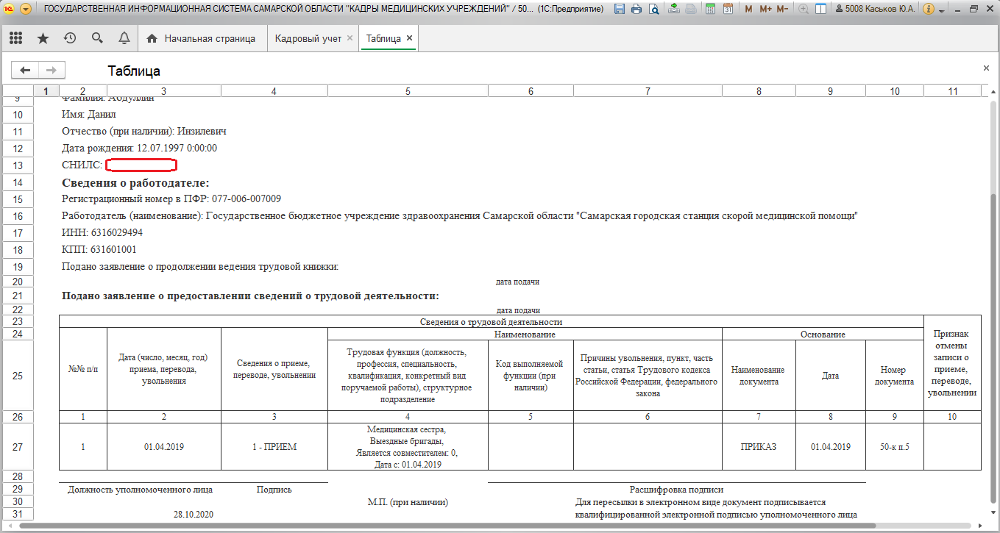 ГОСУДАРСТВЕННАЯ ИНФОРМАЦИОННАЯ СИСТЕМА САМАРСКОЙ ОБЛАСТИ "КАДРЫ МЕДИЦИНСКИХ УЧРЕЖДЕНИЙ" / 50... (1С:Предприятие) M M+ M- 5008 Каськов Ю.А.
Начальная страница Кадровый учет Таблица
Таблица
1 2 3 4 5 6 7 8 9 10 11
9 Фамилия: Абдуллин
10 Имя: Данил
11 Отчество (при наличии): Инзилевич
12 Дата рождения: 12.07.1997 0:00:00
13 СНИЛС:
14 Сведения о работодателе:
15 Регистрационный номер в ПФР: 077-006-007009
16 Работодатель (наименование): Государственное бюджетное учреждение здравоохранения Самарской области "Самарская городская станция скорой медицинской помощи"
17 ИНН: 6316029494
18 КПП: 631601001
19 Подано заявление о продолжении ведения трудовой книжки:
20 дата подачи
21 Подано заявление о предоставлении сведений о трудовой деятельности:
22 дата подачи
23 Сведения о трудовой деятельности
24 Наименование Основание
25
№№ п/п
Дата (число, месяц, год)
приема, перевода,
увольнения
Сведения о приеме,
переводе, увольнении
Трудовая функция (должность,
профессия, специальность,
квалификация, конкретный вид
поручаемой работы), структурное
подразделение
Код выполняемой
функции (при
наличии)
Причины увольнения, пункт, часть
статьи, статья Трудового кодекса
Российской Федерации, федерального
закона
Наименование
документа
Дата
Номер
документа
Признак
отмены
записи о
приеме,
переводе,
увольнении
26 1 2 3 4 5 6 7 8 9 10
27 1 01.04.2019 1 - ПРИЕМ
Медицинская сестра,
Выездные бригады,
Является совместителем: 0,
Дата с: 01.04.2019
ПРИКАЗ 01.04.2019 50-к п.5
28
29 Должность уполномоченного лица Подпись Расшифровка подписи
30 М.П. (при наличии) Для пересылки в электронном виде документ подписывается
31 28.10.2020 квалифицированной электронной подписью уполномоченного лица